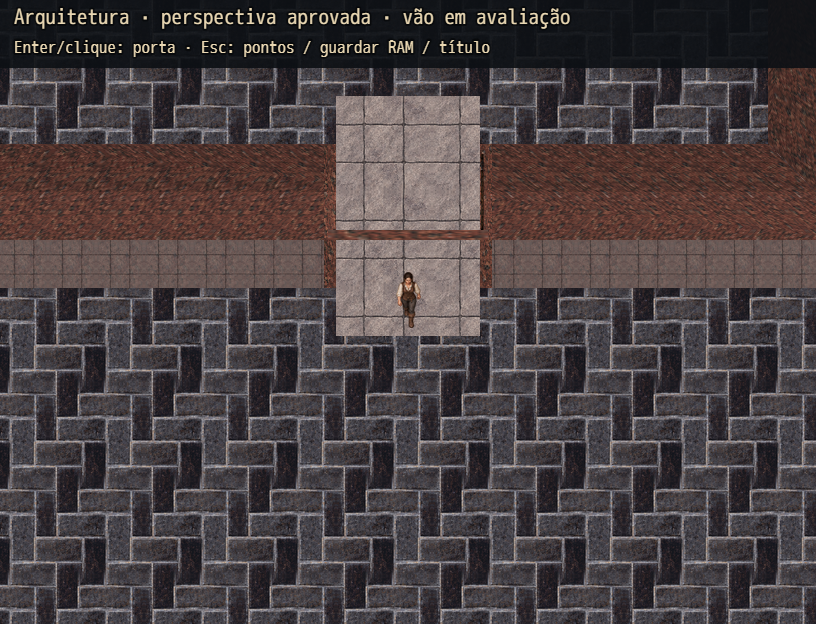 Arquitetura · perspectiva aprovada · vão em avaliação
Enter/clique: porta · Esc: pontos / guardar RAM / título